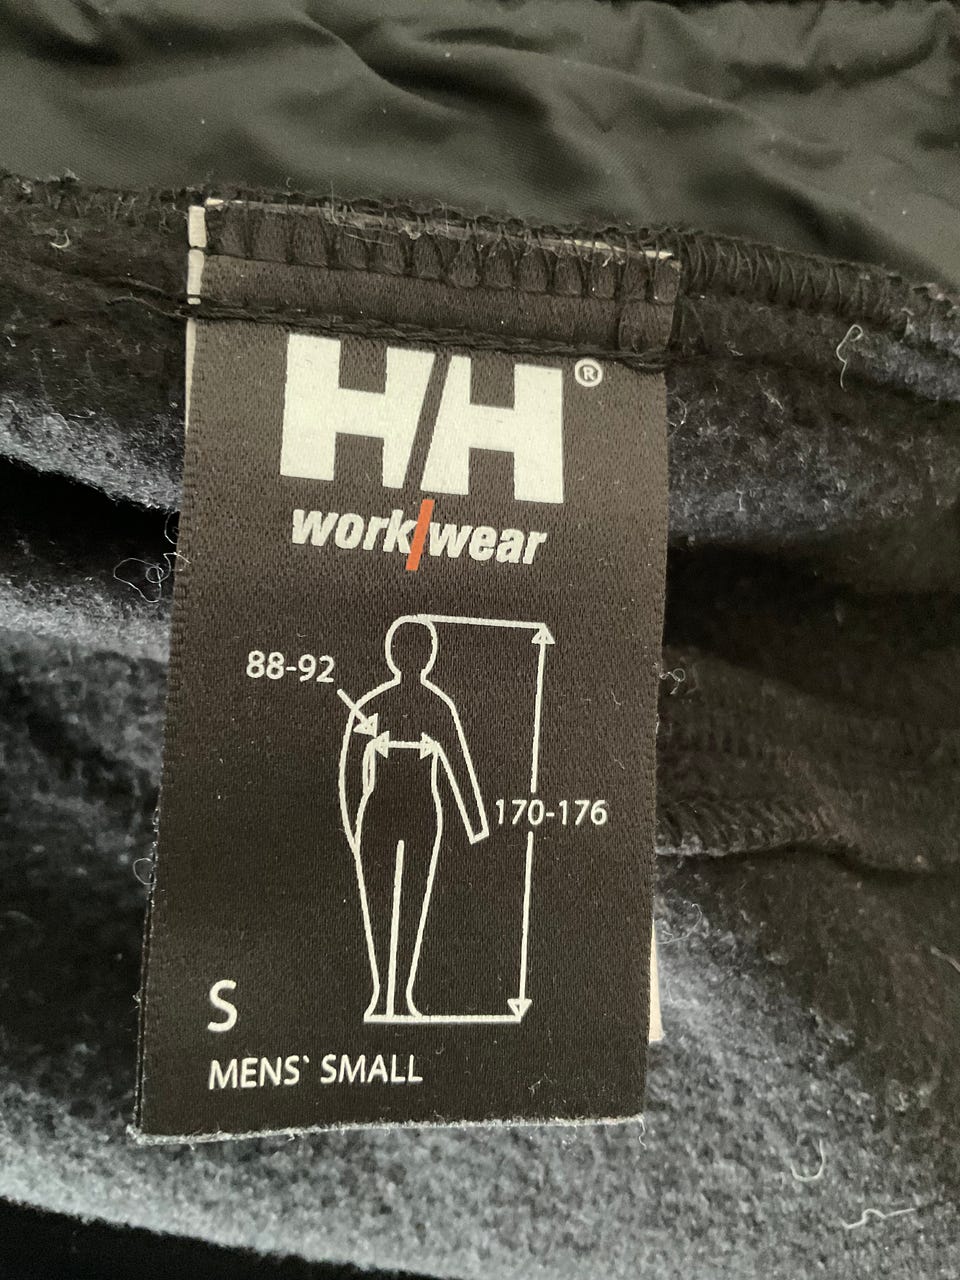 HH®
work/wear
88-92
170-176
S
MENS` SMALL